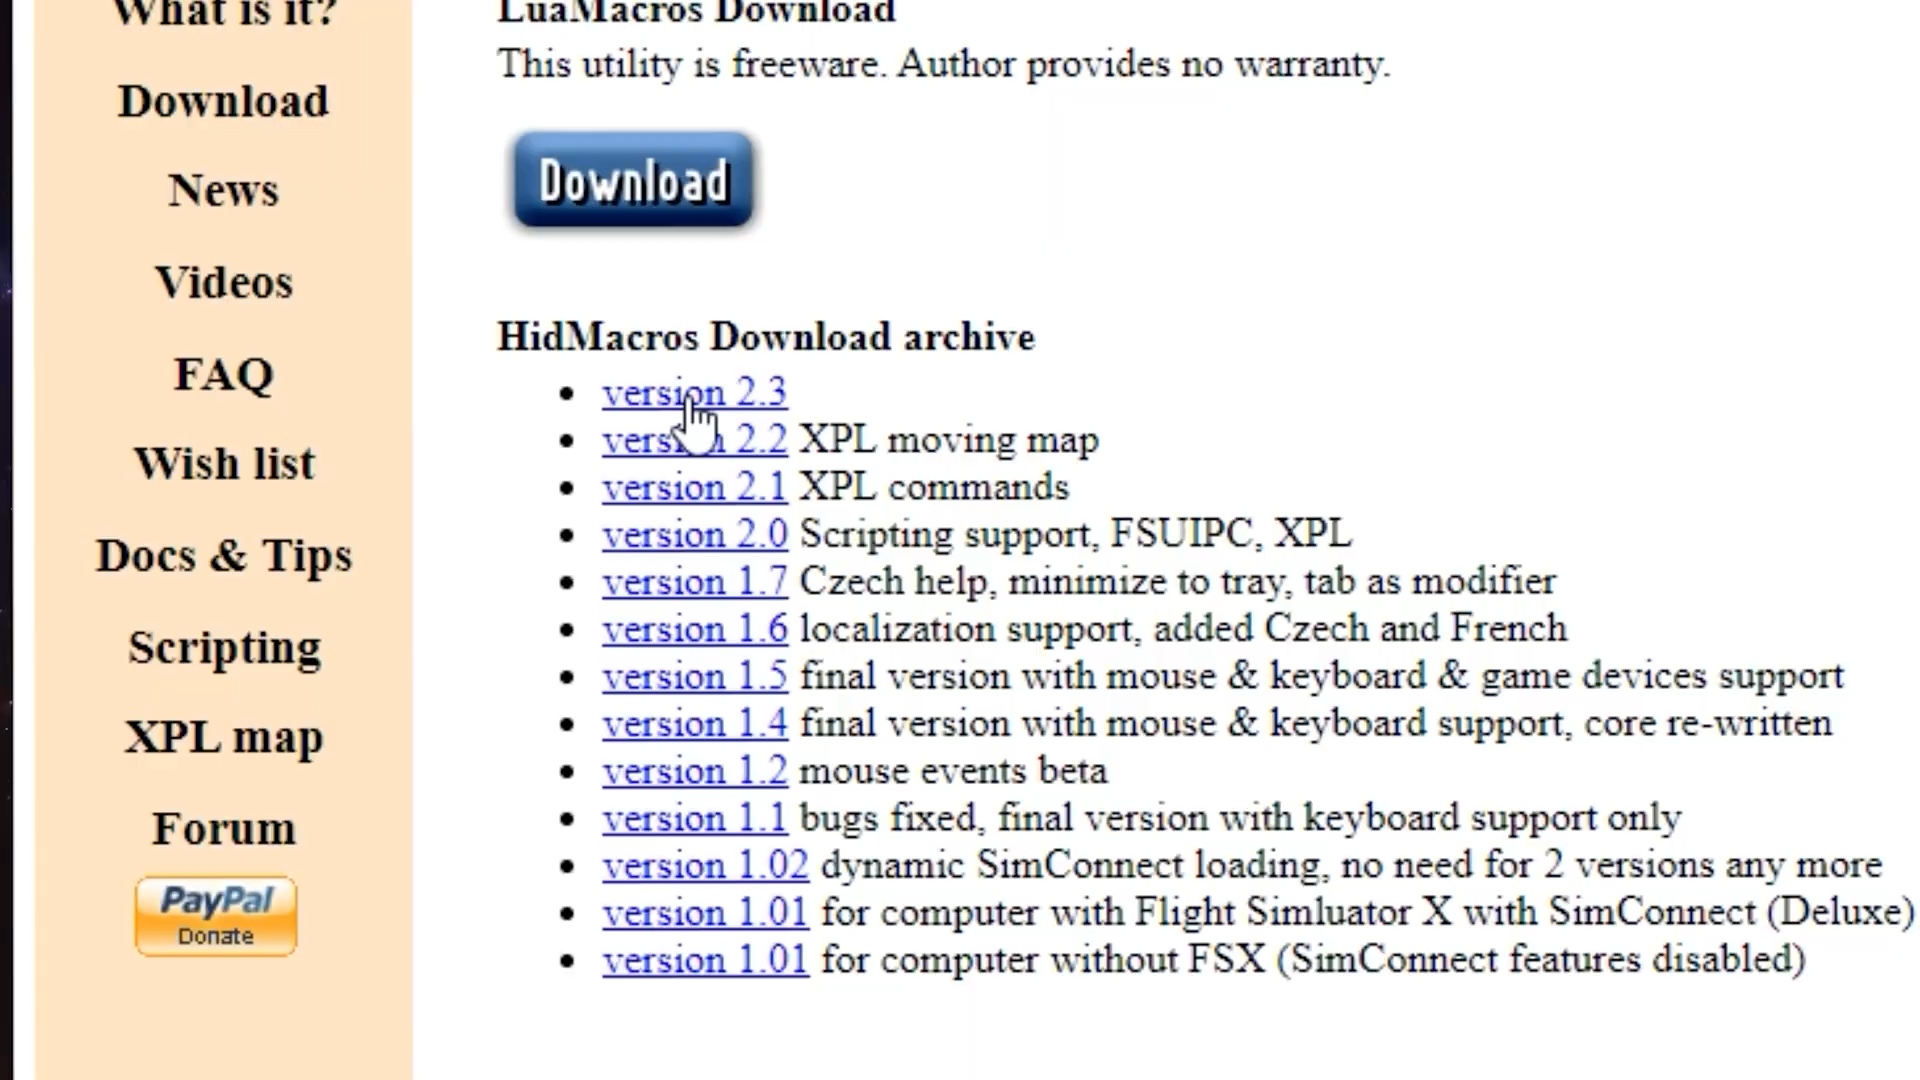 What is it?
Download
News
Videos
FAQ
Wish list
Docs & Tips
Scripting
XPL map
Forum
PayPal
Donate
LuaMacros Download
This utility is freeware. Author provides no warranty.
Download
HidMacros Download archive
version 2.3
version 2.2 XPL moving map
version 2.1 XPL commands
version 2.0 Scripting support, FSUIPC, XPL
version 1.7 Czech help, minimize to tray, tab as modifier
version 1.6 localization support, added Czech and French
version 1.5 final version with mouse & keyboard & game devices support
version 1.4 final version with mouse & keyboard support, core re-written
version 1.2 mouse events beta
version 1.1 bugs fixed, final version with keyboard support only
version 1.02 dynamic SimConnect loading, no need for 2 versions any more
version 1.01 for computer with Flight Simluator X with SimConnect (Deluxe)
version 1.01 for computer without FSX (SimConnect features disabled)